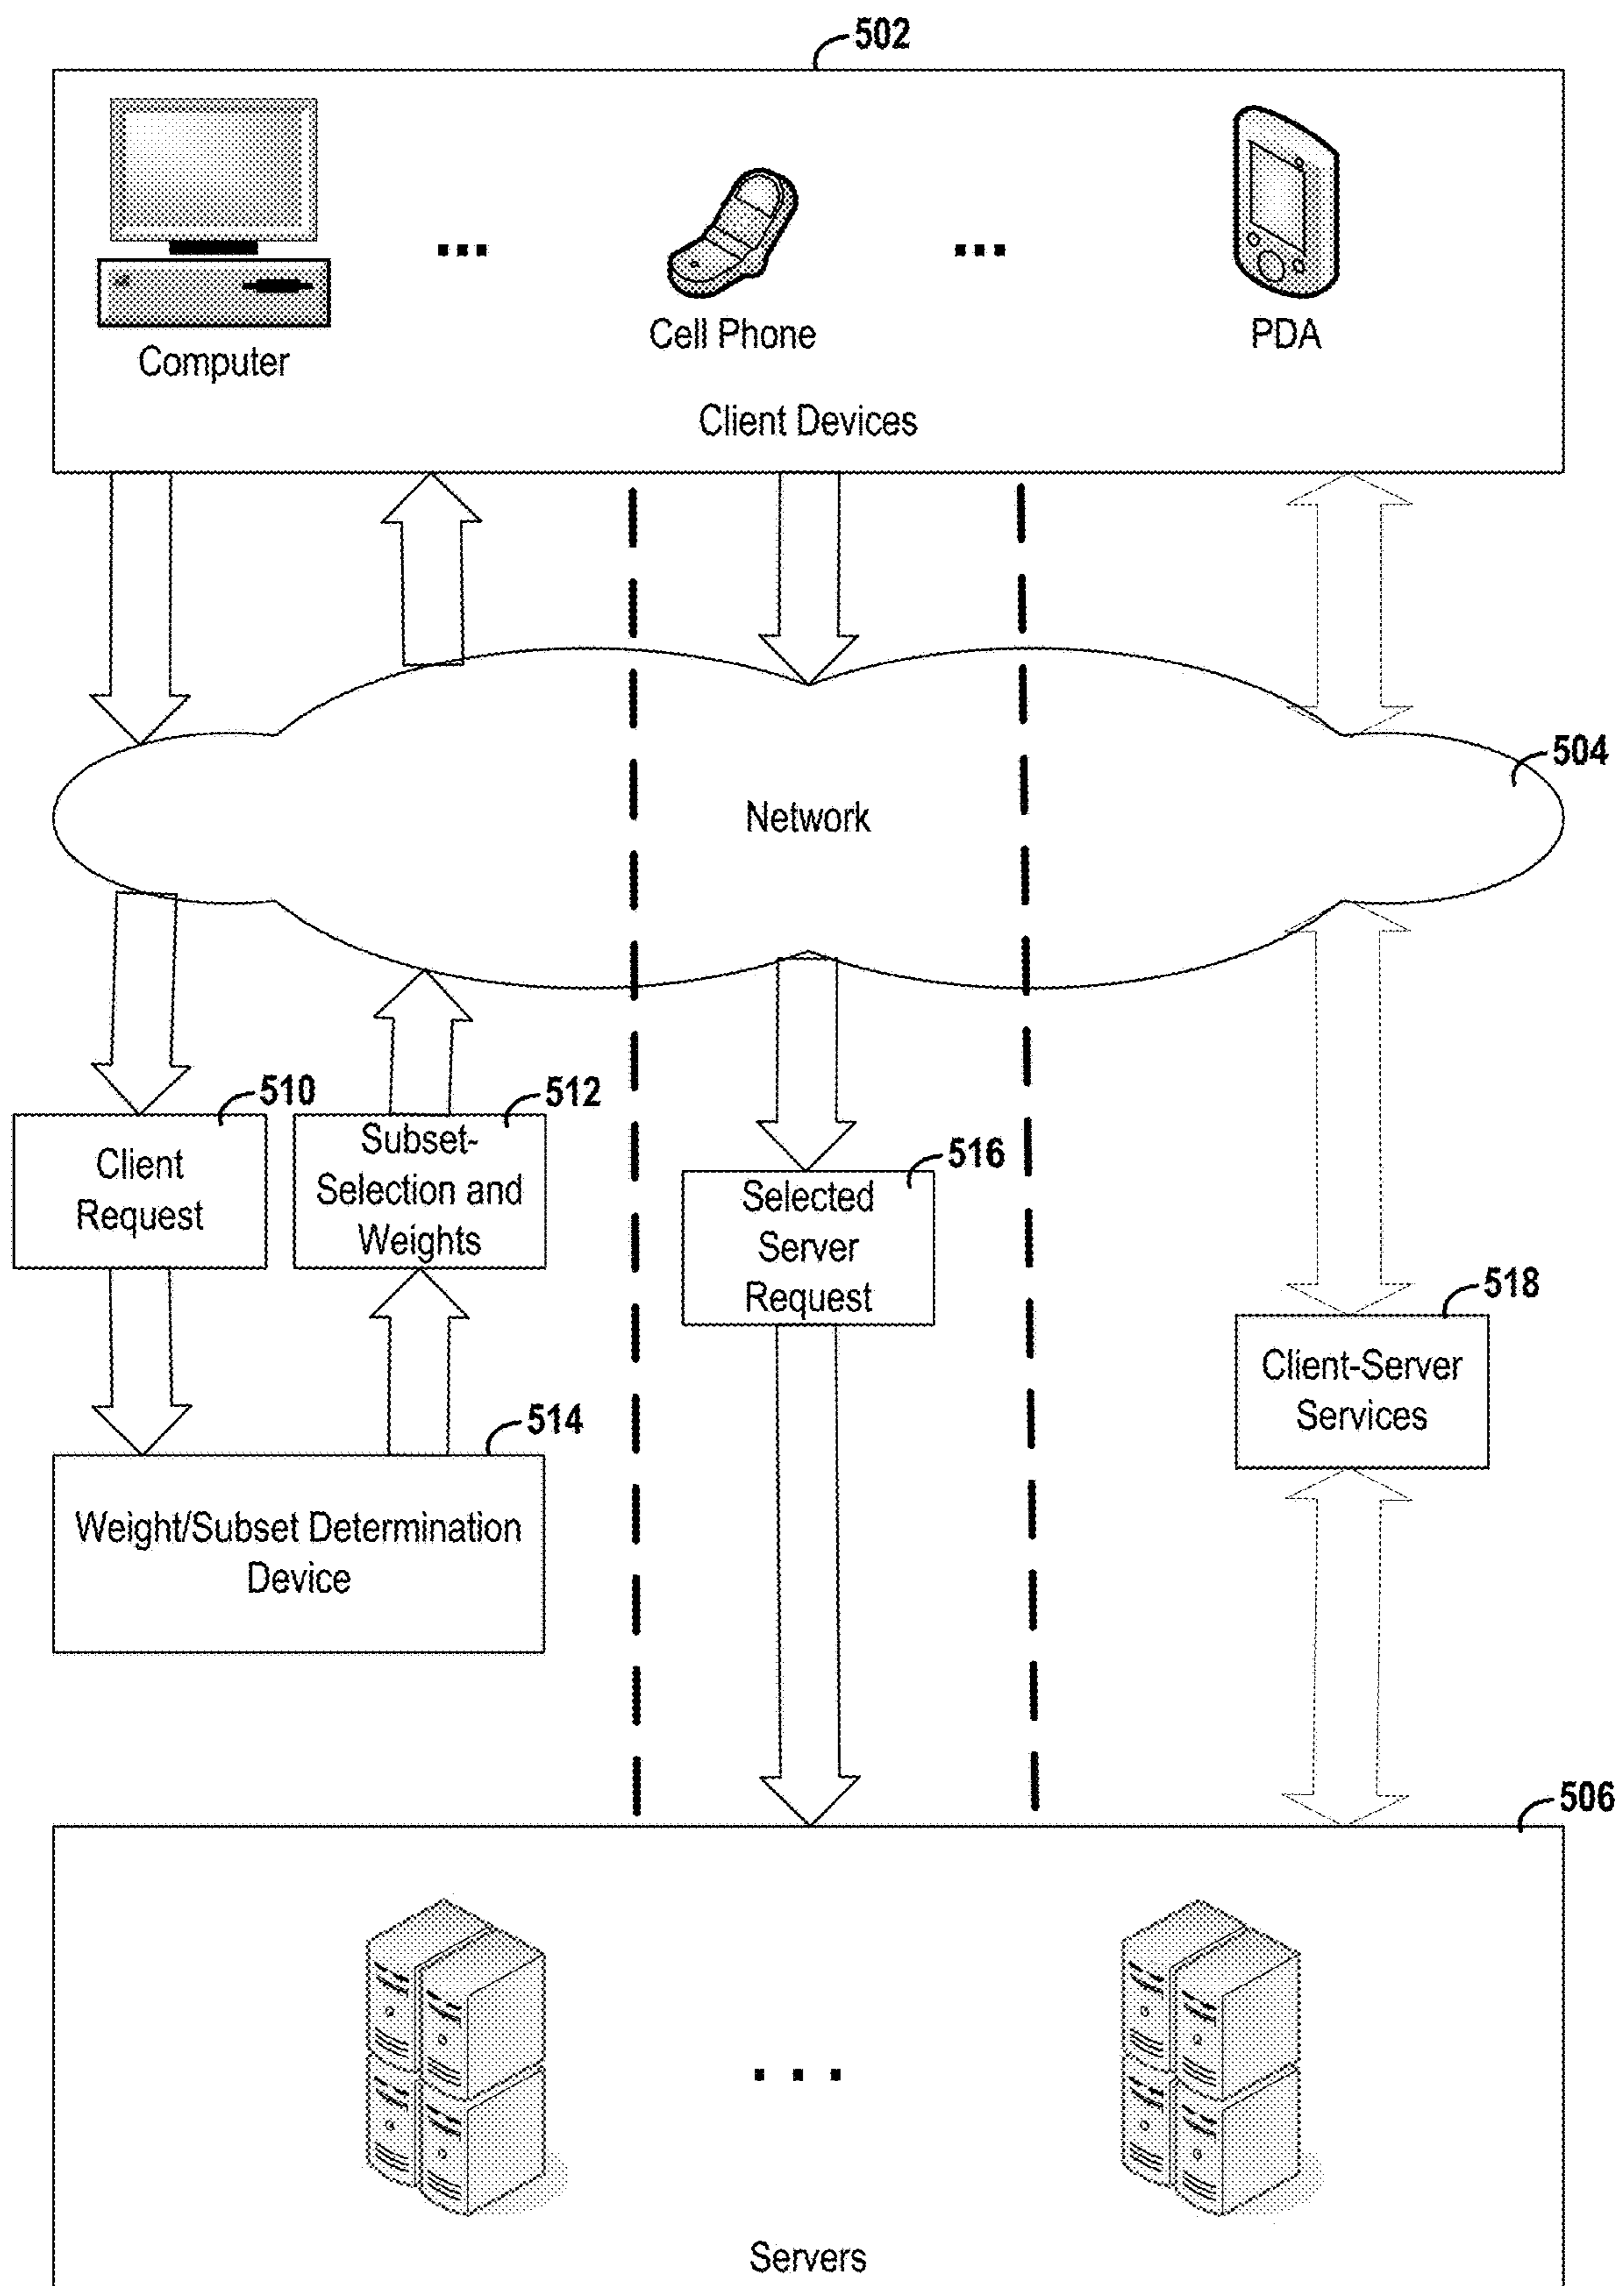 502
Computer
Cell Phone
PDA
Client Devices
504
Network
510
Client
Request
512
Subset-
Selection and
Weights
516
Selected
Server
Request
518
Client-Server
Services
514
Weight/Subset Determination
Device
506
Servers